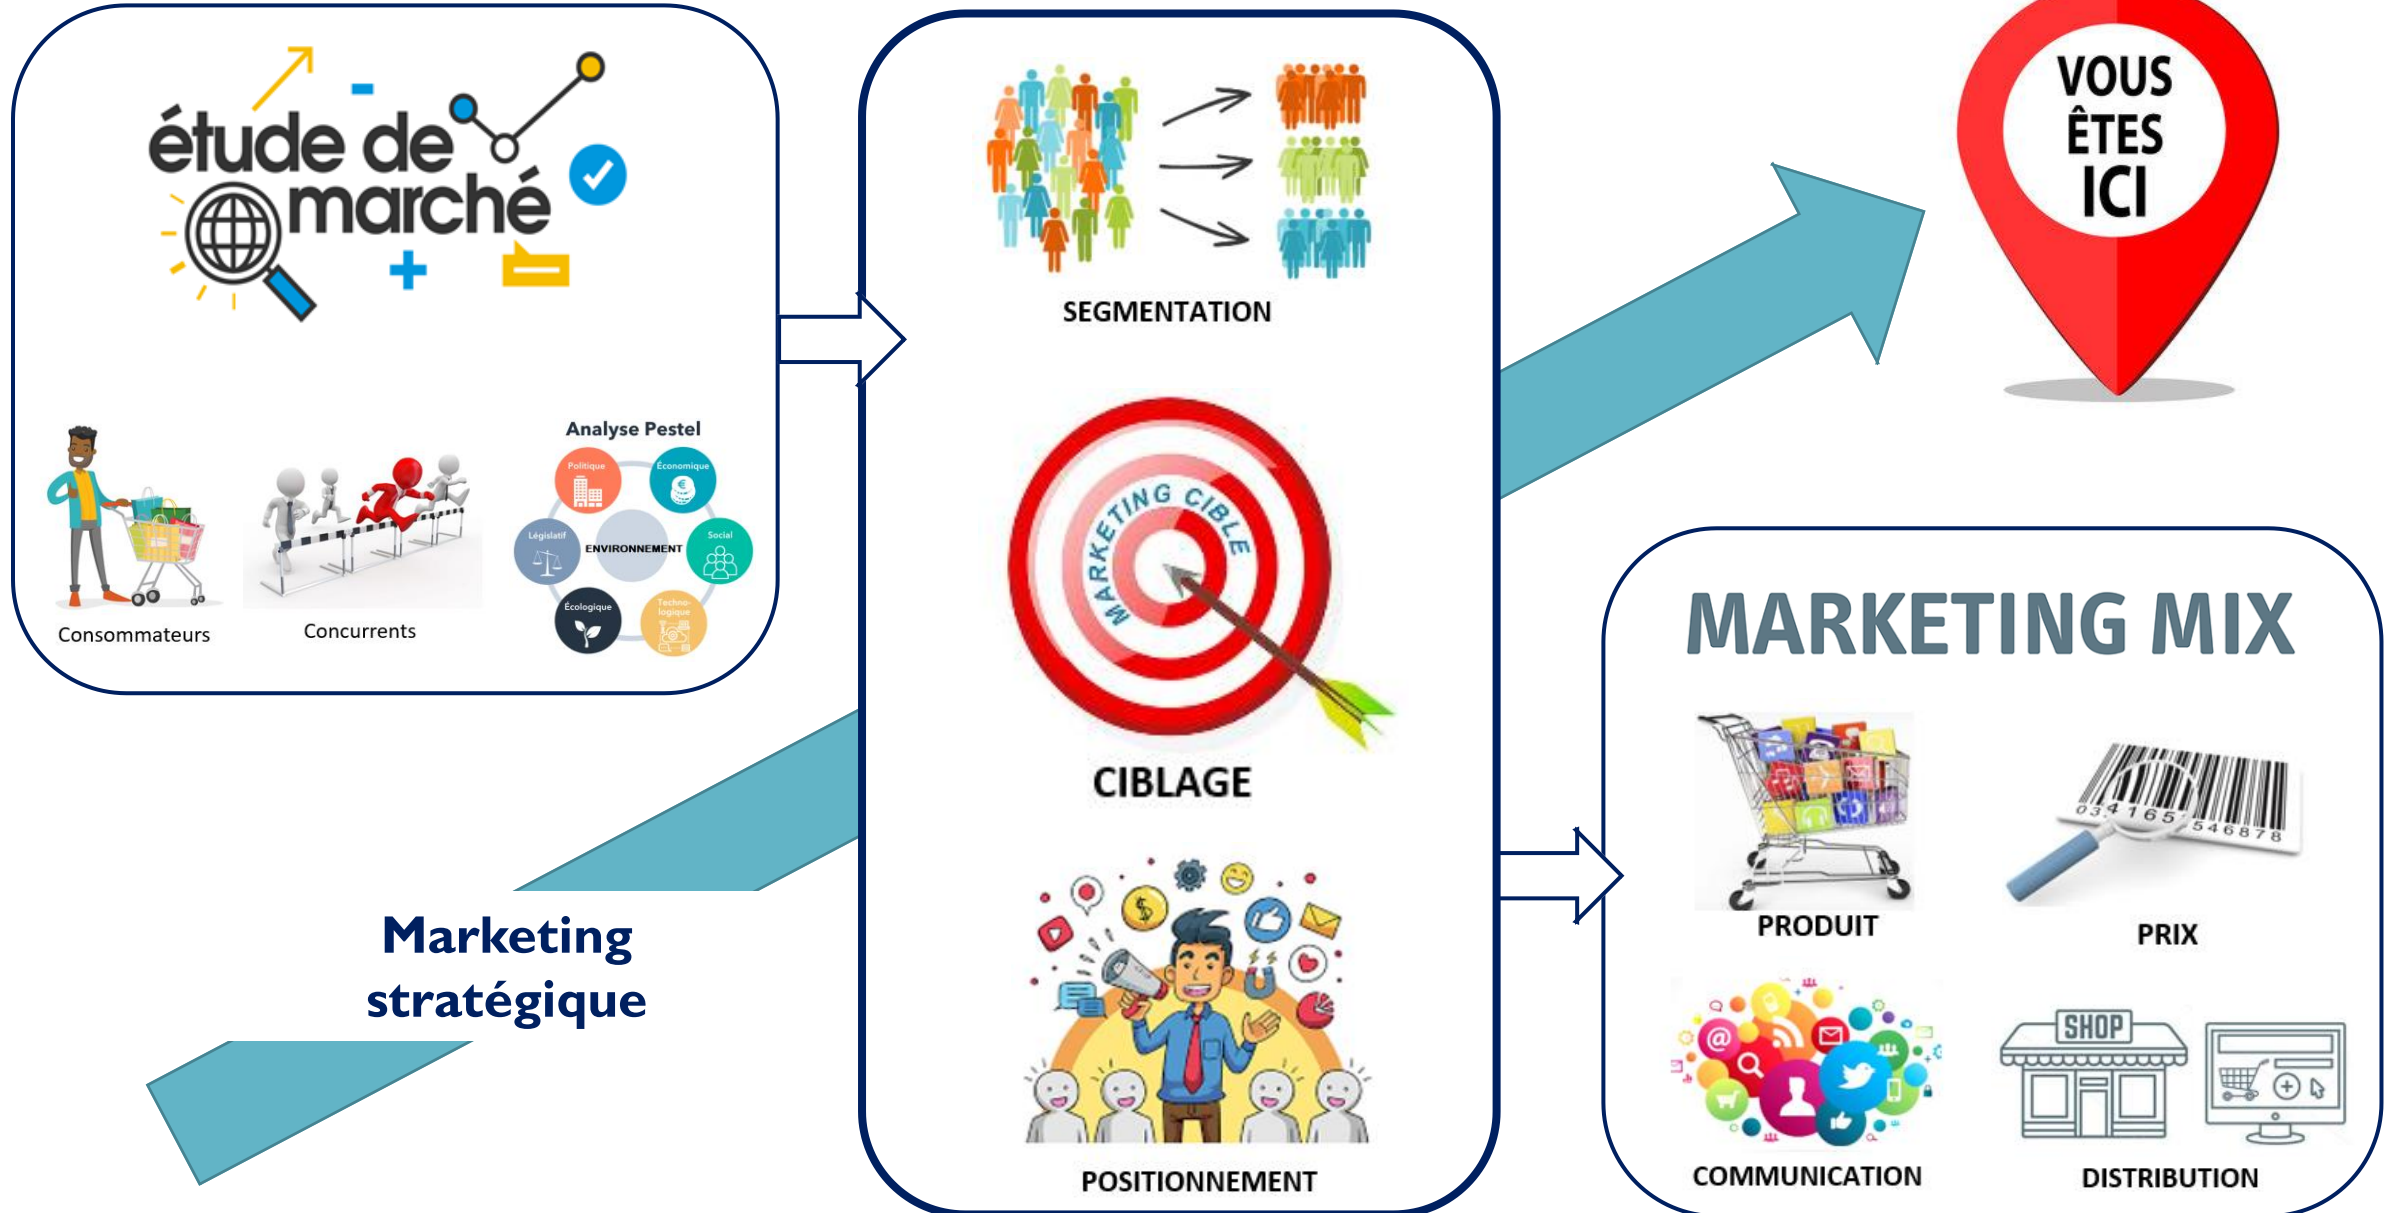 étude de
marché
Analyse Pestel
Politique
Économique
Législatif
ENVIRONNEMENT
Social
Écologique
Techno-
logique
Consommateurs
Concurrents
SEGMENTATION
MARKETING CIBLE
CIBLAGE
POSITIONNEMENT
VOUS
ÊTES
ICI
Marketing
stratégique
MARKETING MIX
PRODUIT
PRIX
COMMUNICATION
SHOP
DISTRIBUTION